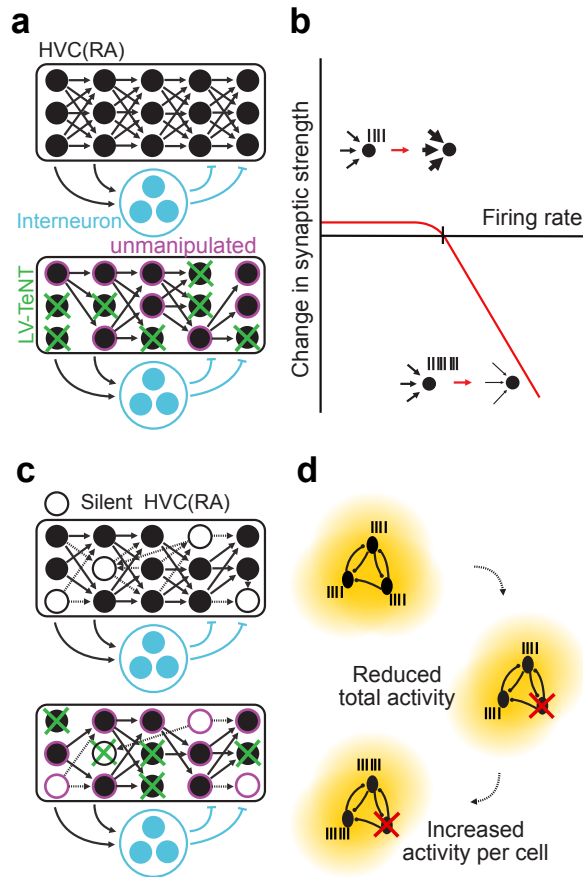 a
HVC(RA)
Interneuron
unmanipulated
LV-TeNT
b
Change in synaptic strength
Firing rate
c
Silent HVC(RA)
d
Reduced
total activity
Increased
activity per cell